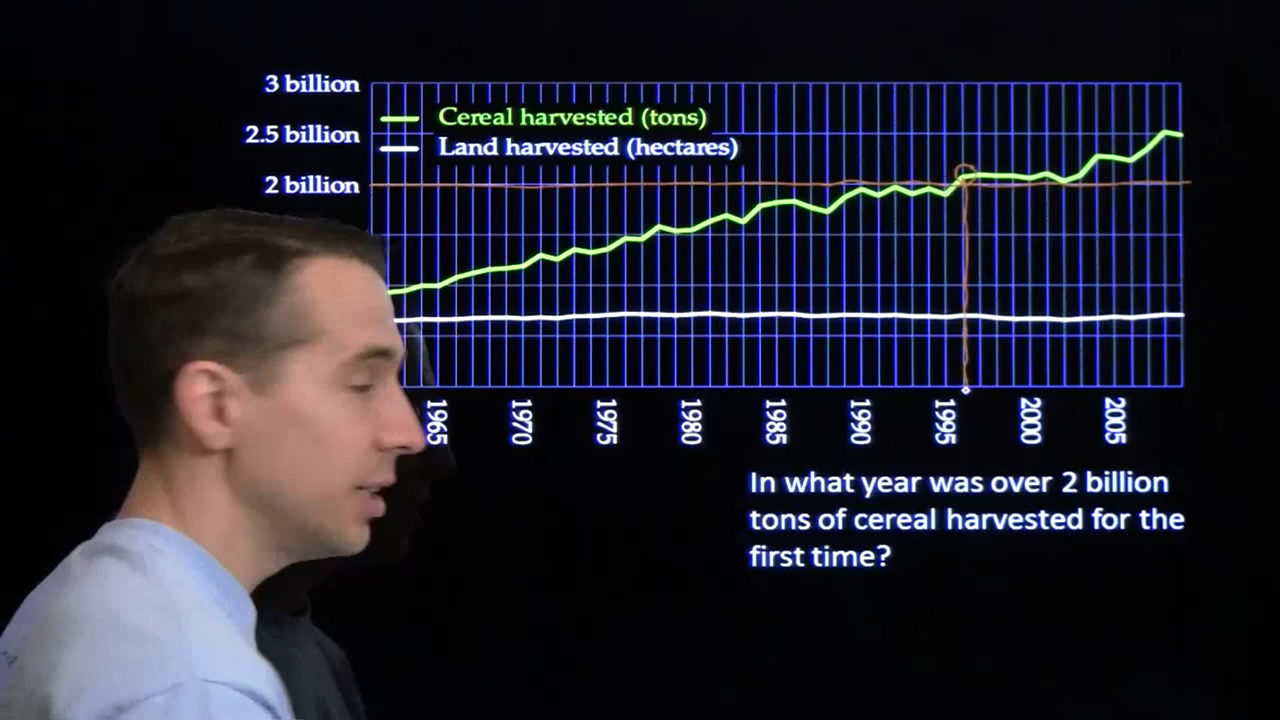 3 billion
2.5 billion
2 billion
Cereal harvested (tons)
Land harvested (hectares)
1965
1970
1975
1980
1985
1990
1995
2000
2005
In what year was over 2 billion
tons of cereal harvested for the
first time?